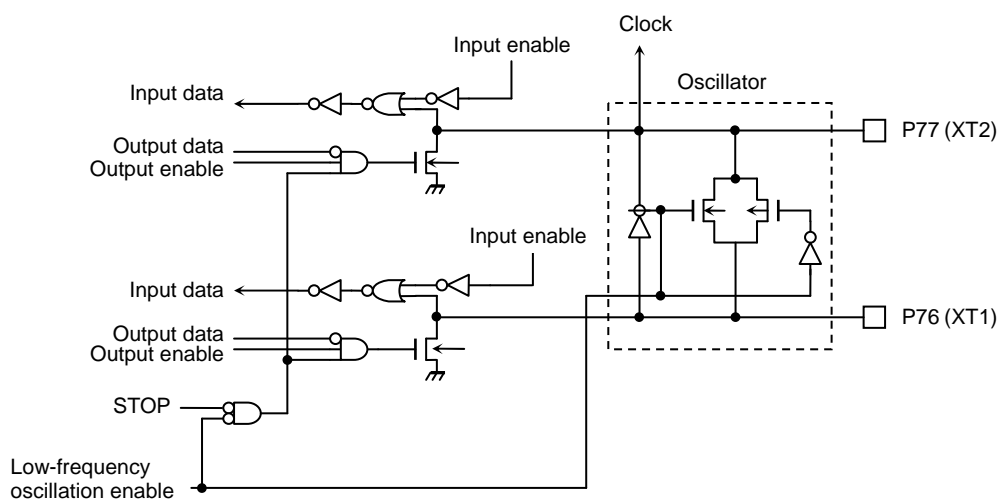 Clock
Input enable
Oscillator
Input data
P77 (XT2)
Output data
Output enable
Input enable
Input data
P76 (XT1)
Output data
Output enable
STOP
Low-frequency
oscillation enable